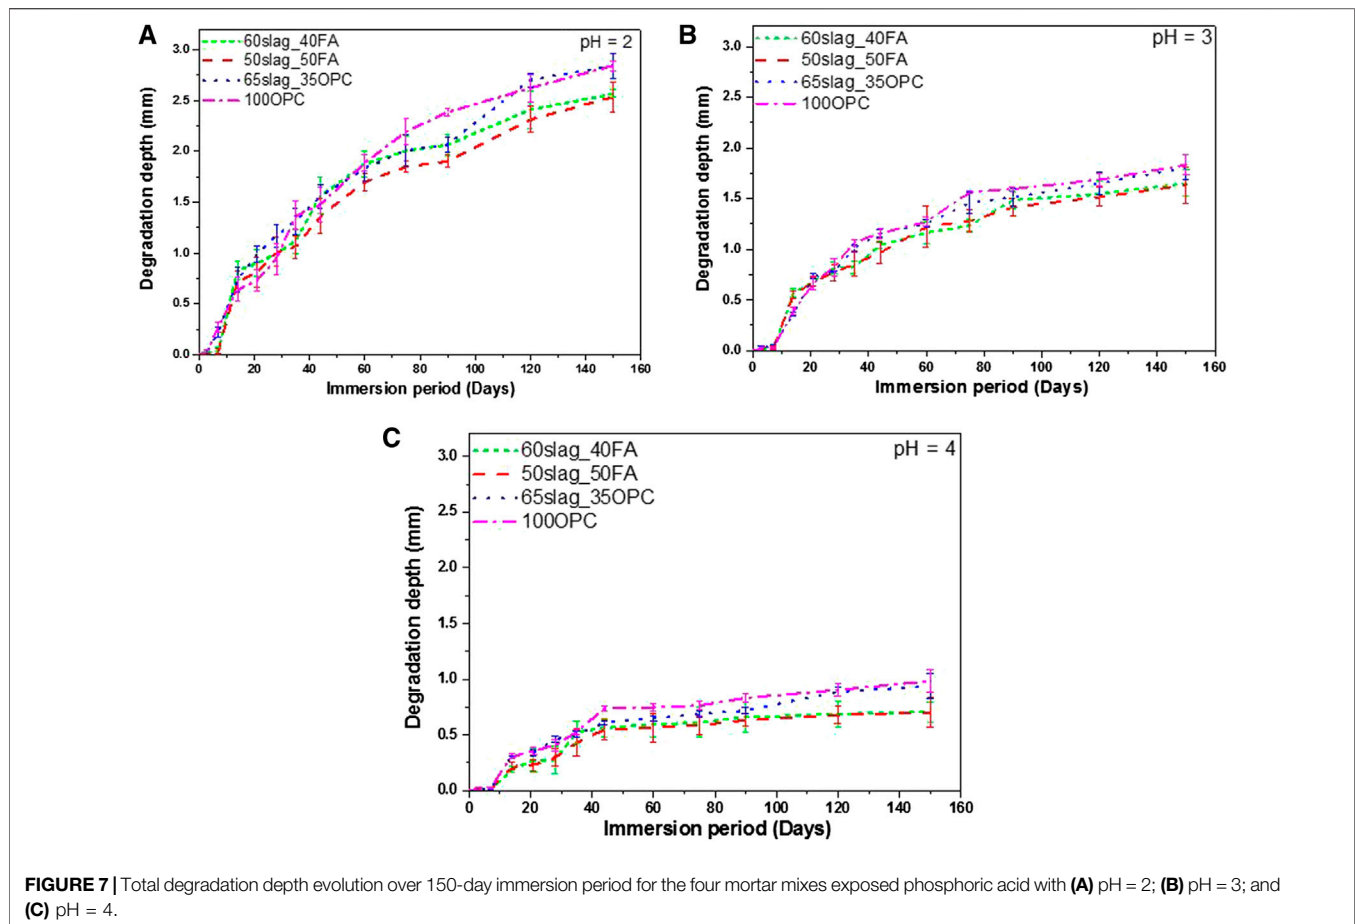 A
60slag_40FA
50slag_50FA
65slag_35OPC
100OPC
pH = 2
Degradation depth (mm)
3.0
2.5
2.0
1.5
1.0
0.5
0.0
0 20 40 60 80 100 120 140 160
Immersion period (Days)
B
60slag_40FA
50slag_50FA
65slag_35OPC
100OPC
pH = 3
Degradation depth (mm)
3.0
2.5
2.0
1.5
1.0
0.5
0.0
0 20 40 60 80 100 120 140 160
Immersion period (Days)
C
60slag_40FA
50slag_50FA
65slag_35OPC
100OPC
pH = 4
Degradation depth (mm)
3.0
2.5
2.0
1.5
1.0
0.5
0.0
0 20 40 60 80 100 120 140 160
Immersion period (Days)
FIGURE 7 | Total degradation depth evolution over 150-day immersion period for the four mortar mixes exposed phosphoric acid with (A) pH = 2; (B) pH = 3; and
(C) pH = 4.